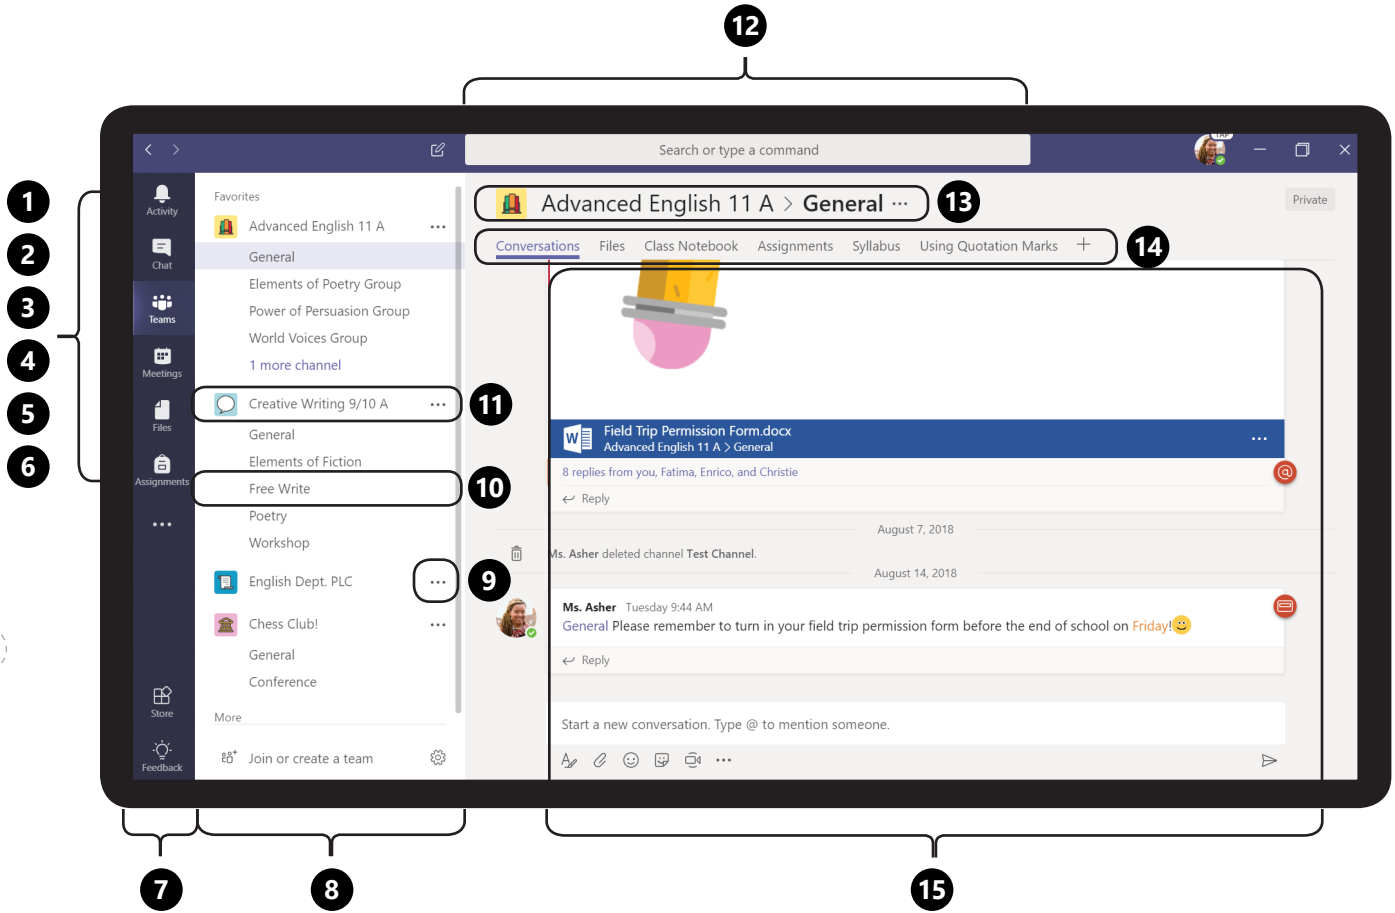 12
Search or type a command
TAP
1
2
3
4
5
6
Activity
Chat
Teams
Meetings
Files
Assignments
Store
Feedback
Favorites
Advanced English 11 A
General
Elements of Poetry Group
Power of Persuasion Group
World Voices Group
1 more channel
Creative Writing 9/10 A
General
Elements of Fiction
Free Write
Poetry
Workshop
English Dept. PLC
Chess Club!
General
Conference
More
Join or create a team
11
10
9
Advanced English 11 A > General ...
13
Private
Conversations Files Class Notebook Assignments Syllabus Using Quotation Marks +
14
W
Field Trip Permission Form.docx
Advanced English 11 A > General
8 replies from you, Fatima, Enrico, and Christie
@
Reply
August 7, 2018
Ms. Asher deleted channel Test Channel.
August 14, 2018
Ms. Asher Tuesday 9:44 AM
General Please remember to turn in your field trip permission form before the end of school on Friday!
Reply
Start a new conversation. Type @ to mention someone.
7
8
15